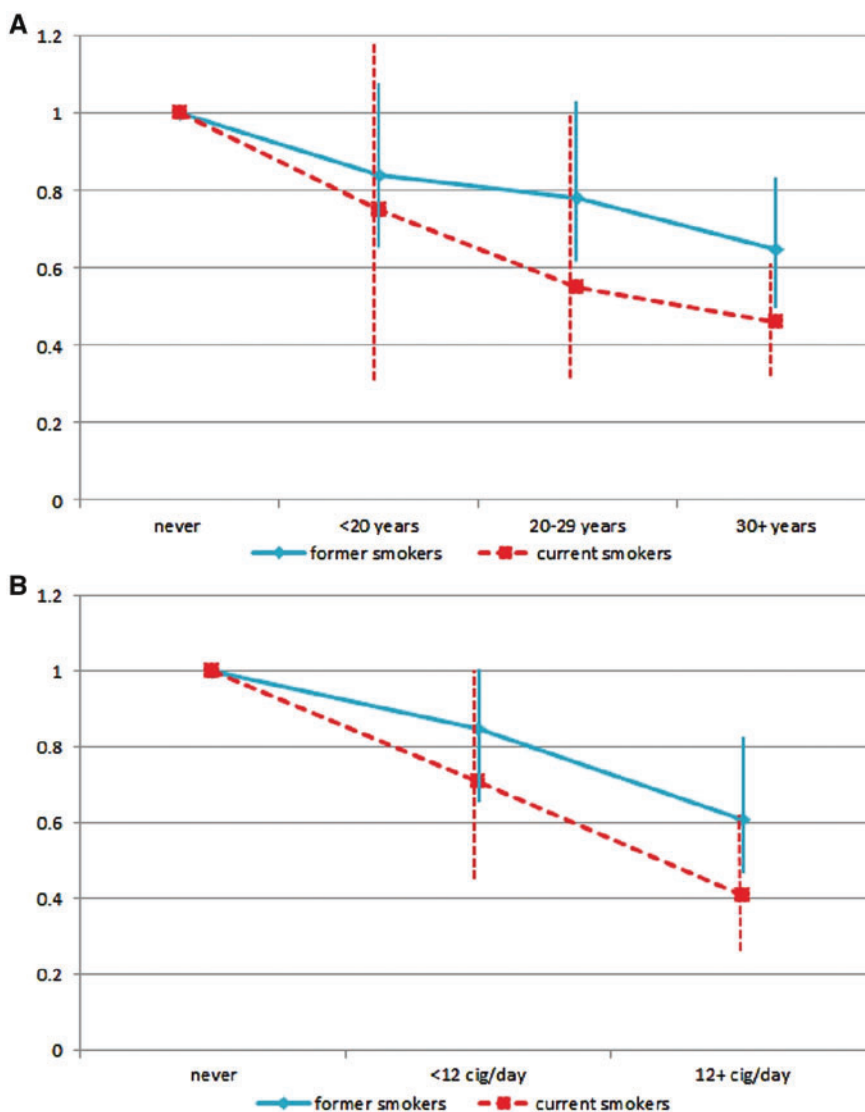 A
1.2
1
0.8
0.6
0.4
0.2
0
never <20 years 20-29 years 30+ years
former smokers current smokers
B
1.2
1
0.8
0.6
0.4
0.2
0
never <12 cig/day 12+ cig/day
former smokers current smokers